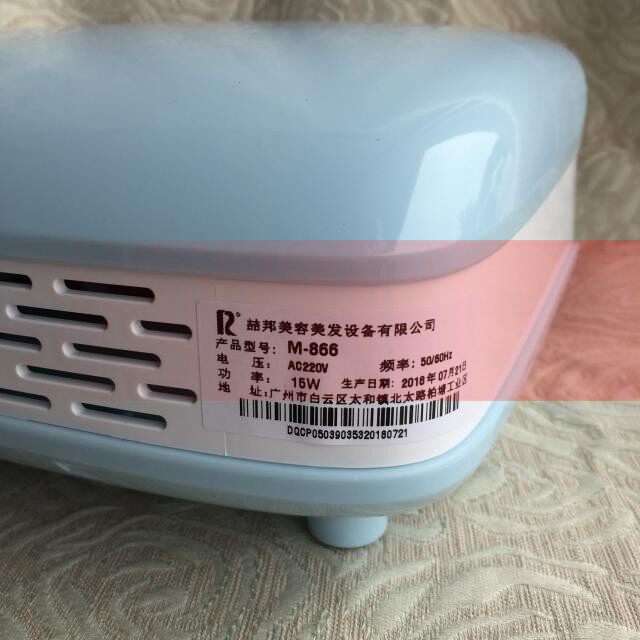 R®
喆邦美容美发设备有限公司
产品型号: M-866
电 压: AC220V 频率: 50/60Hz
功 率: 15W 生产日期: 2018年07月21日
地 址: 广州市白云区太和镇北太路柏塘工业区
DQCP05039035320180721